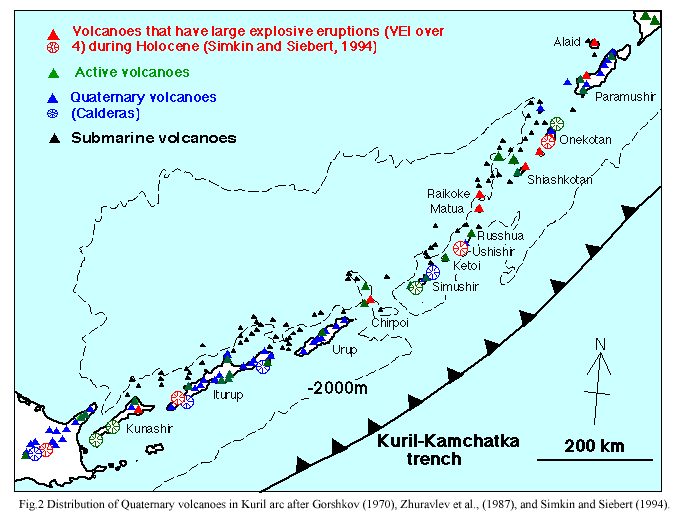 Volcanoes that have large explosive eruptions (VEI over
4) during Holocene (Simkin and Siebert, 1994)
Active volcanoes
Quaternary volcanoes
(Calderas)
Submarine volcanoes
Alaid
Paramushir
Onekotan
Shiashkotan
Raikoke
Matua
Russhua
Ushishir
Ketoi
Simushir
Chirpoi
Urup
Iturup
Kunashir
-2000m
N
Kuril-Kamchatka
trench
200 km
Fig.2 Distribution of Quaternary volcanoes in Kuril arc after Gorshkov (1970), Zhuravlev et al., (1987), and Simkin and Siebert (1994).